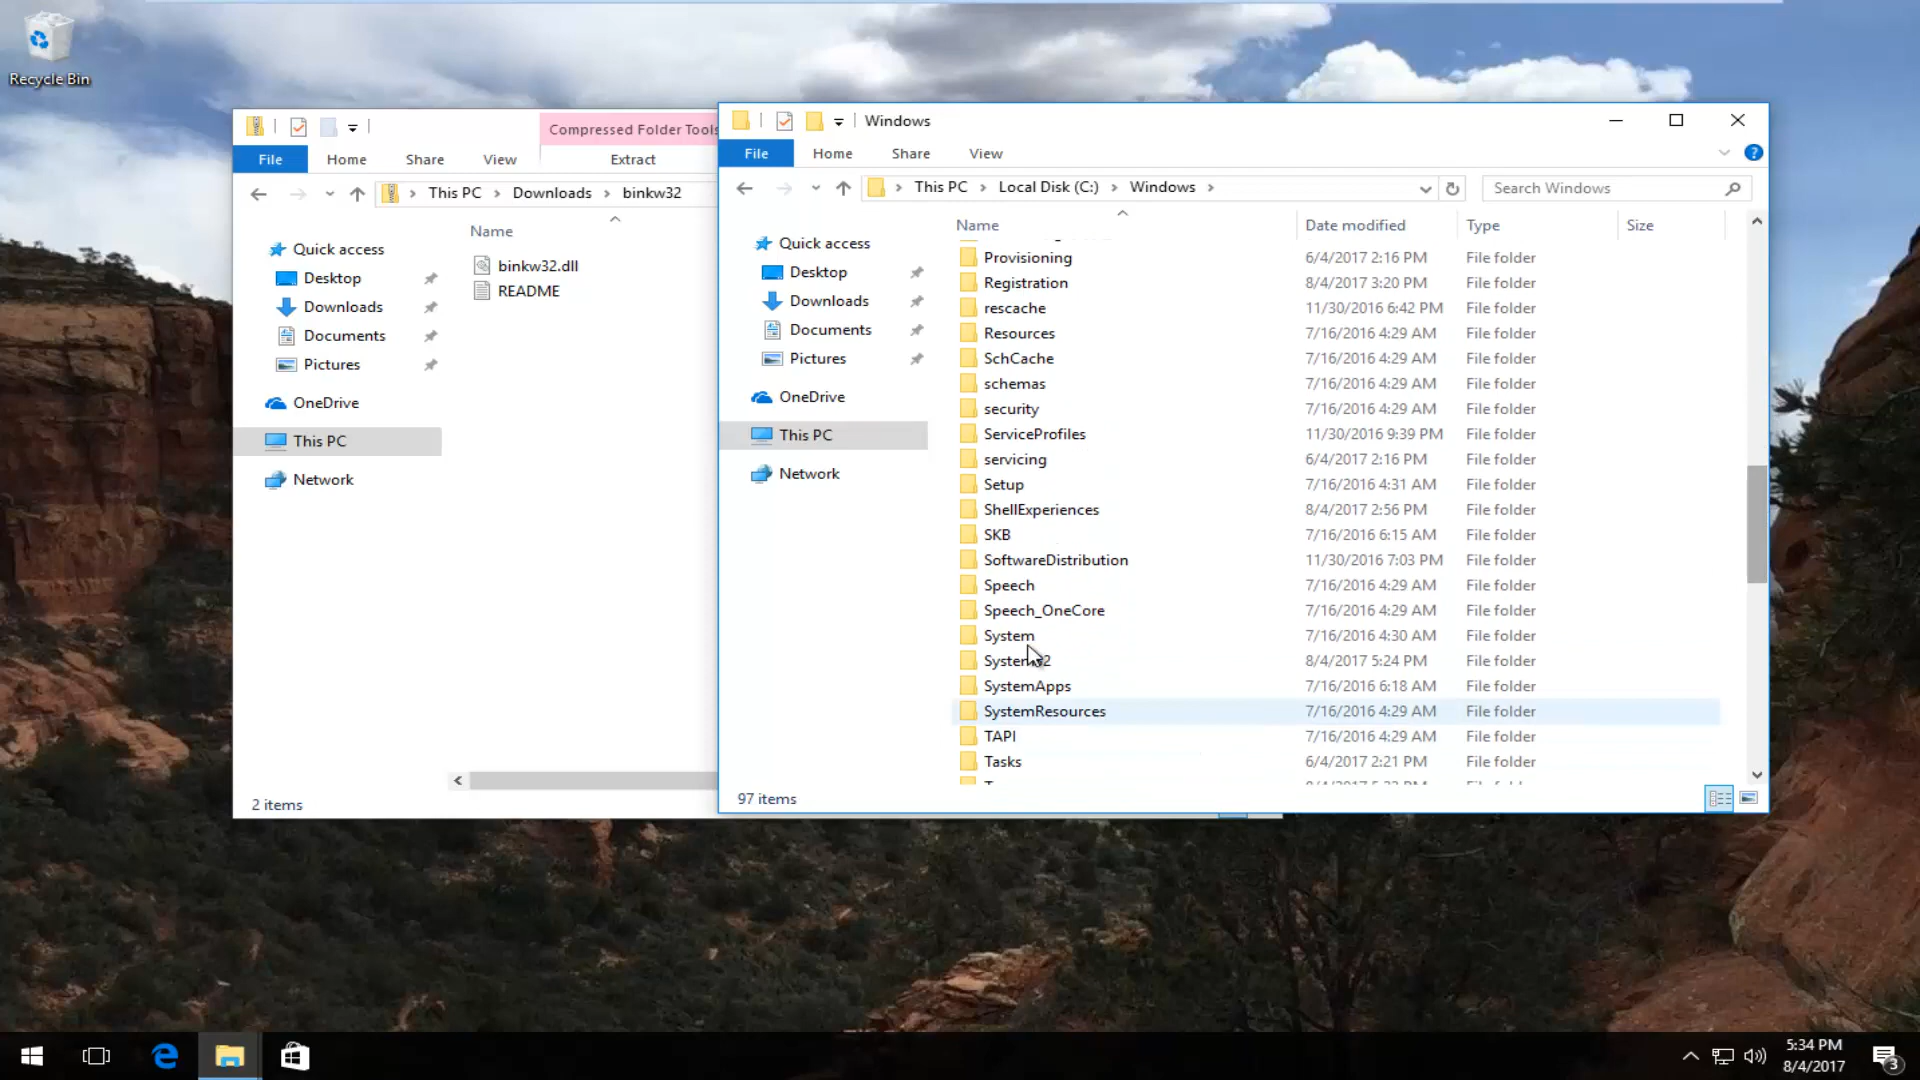 Recycle Bin
Compressed Folder Tools
File
Home
Share
View
Extract
This PC
Downloads
binkw32
Quick access
Desktop
Downloads
Documents
Pictures
OneDrive
This PC
Network
Name
binkw32.dll
README
2 items
Windows
File
Home
Share
View
?
This PC
Local Disk (C:)
Windows
Search Windows
Quick access
Desktop
Downloads
Documents
Pictures
OneDrive
This PC
Network
Name Date modified Type Size
Provisioning 6/4/2017 2:16 PM File folder
Registration 8/4/2017 3:20 PM File folder
rescache 11/30/2016 6:42 PM File folder
Resources 7/16/2016 4:29 AM File folder
SchCache 7/16/2016 4:29 AM File folder
schemas 7/16/2016 4:29 AM File folder
security 7/16/2016 4:29 AM File folder
ServiceProfiles 11/30/2016 9:39 PM File folder
servicing 6/4/2017 2:16 PM File folder
Setup 7/16/2016 4:31 AM File folder
ShellExperiences 8/4/2017 2:56 PM File folder
SKB 7/16/2016 6:15 AM File folder
SoftwareDistribution 11/30/2016 7:03 PM File folder
Speech 7/16/2016 4:29 AM File folder
Speech_OneCore 7/16/2016 4:29 AM File folder
System 7/16/2016 4:30 AM File folder
System32 8/4/2017 5:24 PM File folder
SystemApps 7/16/2016 6:18 AM File folder
SystemResources 7/16/2016 4:29 AM File folder
TAPI 7/16/2016 4:29 AM File folder
Tasks 6/4/2017 2:21 PM File folder
97 items
5:34 PM
8/4/2017
3